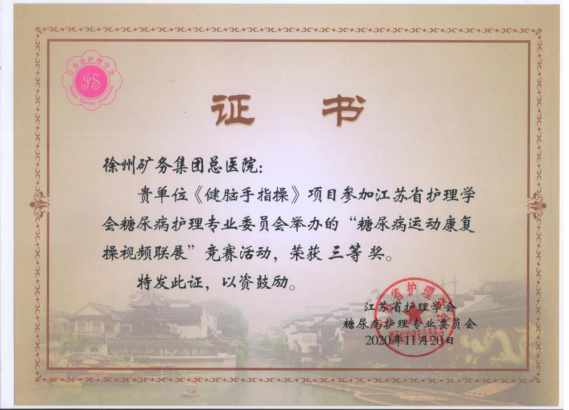 证 书
徐州矿务集团总医院：
贵单位《健脑手指操》项目参加江苏省护理学
会糖尿病护理专业委员会举办的“糖尿病运动康复
操视频联展”竞赛活动，荣获 三等 奖。
特发此证，以资鼓励。
江苏省护理学会
糖尿病护理专业委员会
2020年11月20日